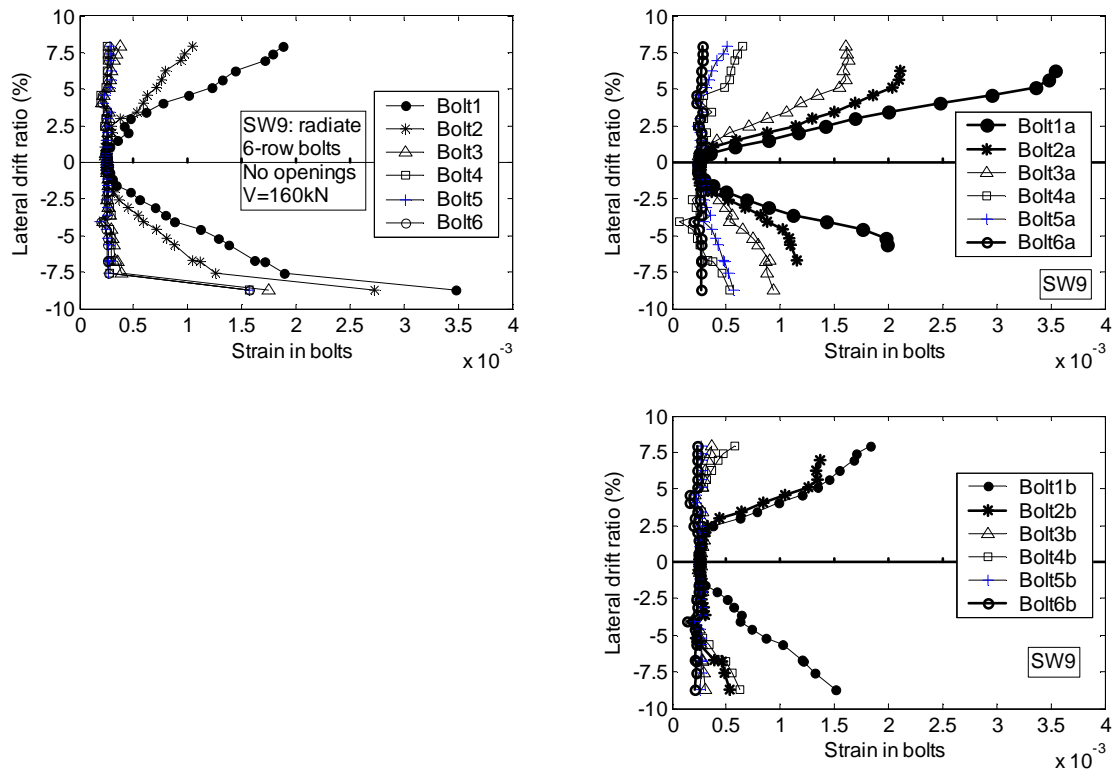 10
7.5
5
2.5
0
-2.5
-5
-7.5
-10
Lateral drift ratio (%)
SW9: radiate
6-row bolts
No openings
V=160kN
Bolt1
Bolt2
Bolt3
Bolt4
Bolt5
Bolt6
0 0.5 1 1.5 2 2.5 3 3.5 4
Strain in bolts
x 10-3
10
7.5
5
2.5
0
-2.5
-5
-7.5
-10
Lateral drift ratio (%)
Bolt1a
Bolt2a
Bolt3a
Bolt4a
Bolt5a
Bolt6a
SW9
0 0.5 1 1.5 2 2.5 3 3.5 4
Strain in bolts
x 10-3
10
7.5
5
2.5
0
-2.5
-5
-7.5
-10
Lateral drift ratio (%)
Bolt1b
Bolt2b
Bolt3b
Bolt4b
Bolt5b
Bolt6b
SW9
0 0.5 1 1.5 2 2.5 3 3.5 4
Strain in bolts
x 10-3